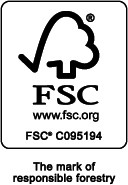 ®
FSC
www.fsc.org
FSC® C095194
The mark of
responsible forestry